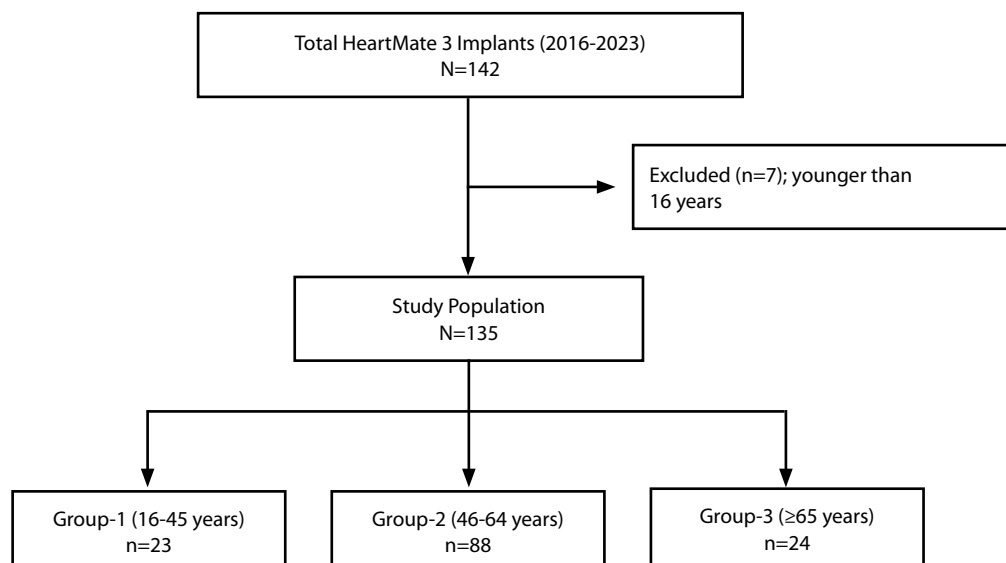 Total HeartMate 3 Implants (2016-2023)
N=142
Excluded (n=7); younger than
16 years
Study Population
N=135
Group-1 (16-45 years)
n=23
Group-2 (46-64 years)
n=88
Group-3 (≥65 years)
n=24